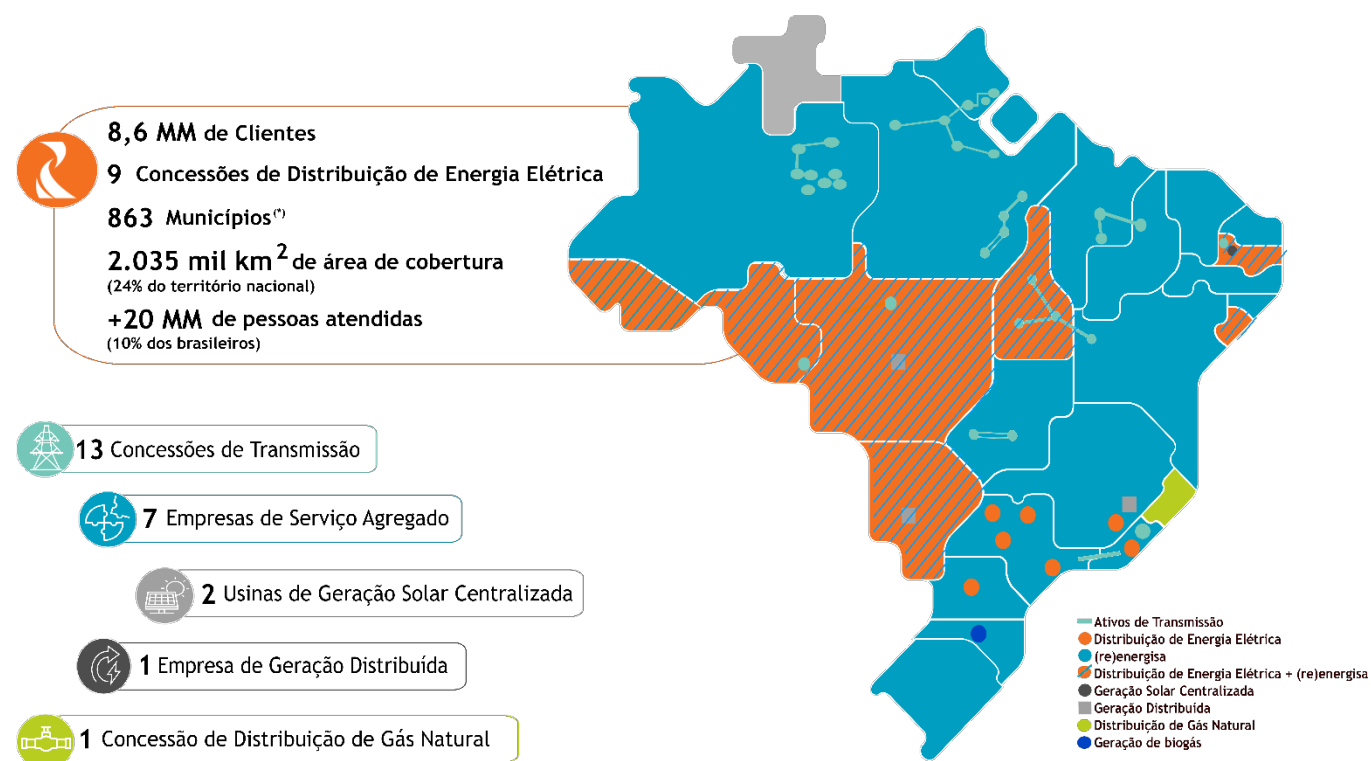 8,6 MM de Clientes
9 Concessões de Distribuição de Energia Elétrica
863 Municípios(*)
2.035 mil km² de área de cobertura
(24% do território nacional)
+20 MM de pessoas atendidas
(10% dos brasileiros)
13 Concessões de Transmissão
7 Empresas de Serviço Agregado
2 Usinas de Geração Solar Centralizada
1 Empresa de Geração Distribuída
1 Concessão de Distribuição de Gás Natural
Ativos de Transmissão
Distribuição de Energia Elétrica
(re)energisa
Distribuição de Energia Elétrica + (re)energisa
Geração Solar Centralizada
Geração Distribuída
Distribuição de Gás Natural
Geração de biogás